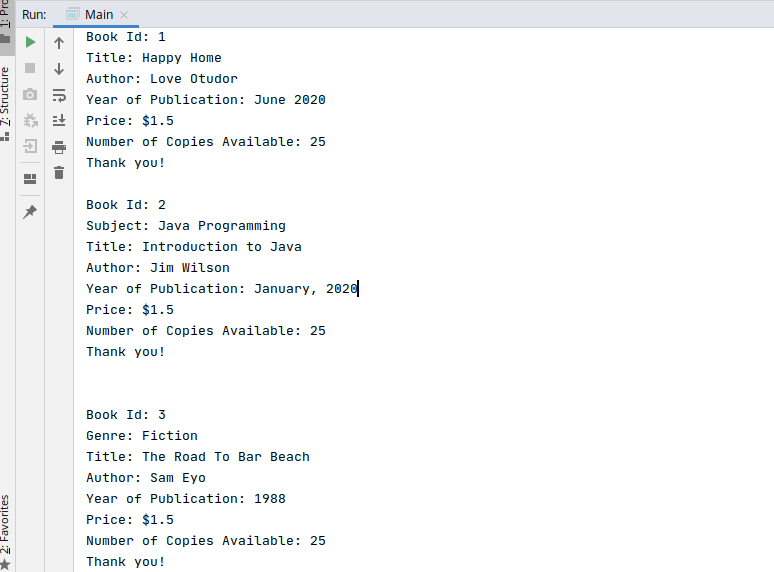 1: Pro
Run: Main
7: Structure
2: Favorites
Book Id: 1
Title: Happy Home
Author: Love Otudor
Year of Publication: June 2020
Price: $1.5
Number of Copies Available: 25
Thank you!
Book Id: 2
Subject: Java Programming
Title: Introduction to Java
Author: Jim Wilson
Year of Publication: January, 2020
Price: $1.5
Number of Copies Available: 25
Thank you!
Book Id: 3
Genre: Fiction
Title: The Road To Bar Beach
Author: Sam Eyo
Year of Publication: 1988
Price: $1.5
Number of Copies Available: 25
Thank you!